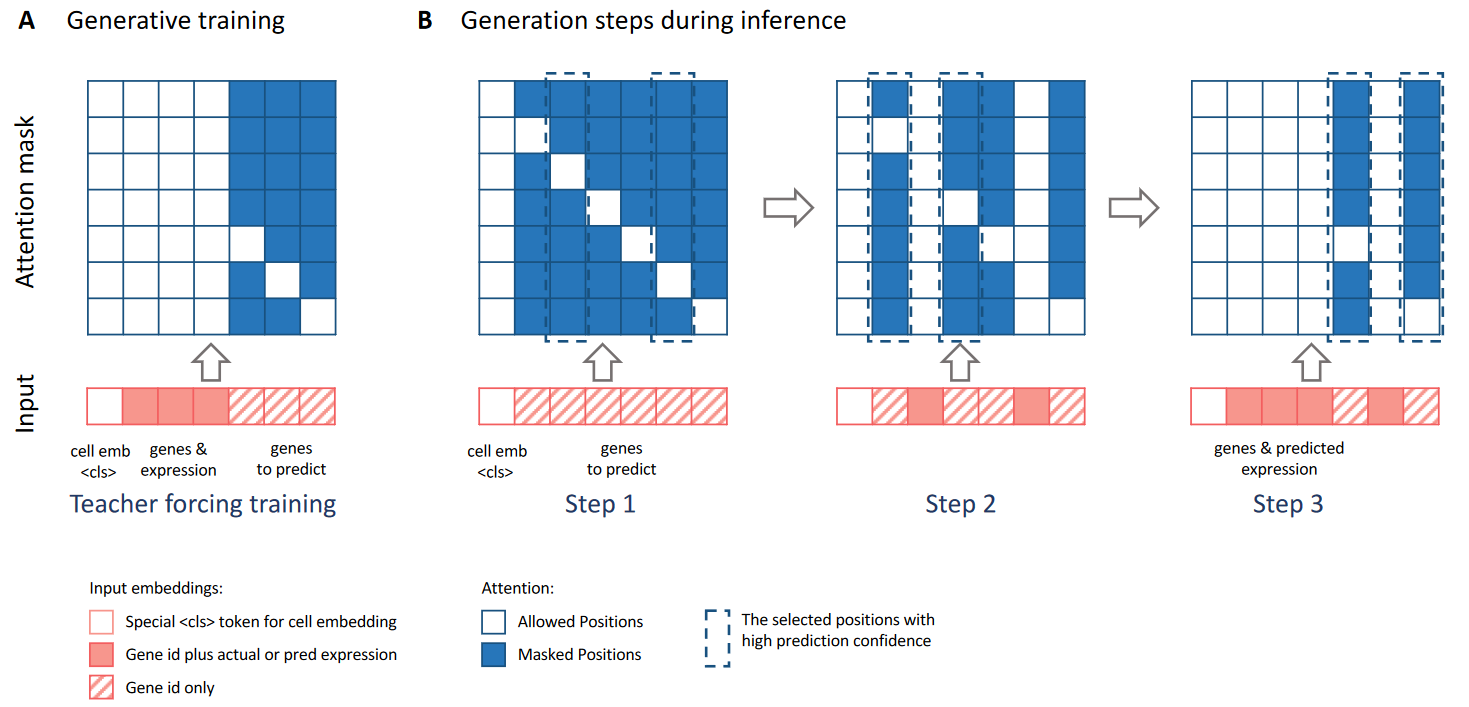 A Generative training
B Generation steps during inference
Attention mask
Input
cell emb
<cls>
genes &
expression
genes
to predict
cell emb
<cls>
genes
to predict
genes & predicted
expression
Teacher forcing training
Step 1
Step 2
Step 3
Input embeddings:
Special <cls> token for cell embedding
Gene id plus actual or pred expression
Gene id only
Attention:
Allowed Positions
Masked Positions
The selected positions with
high prediction confidence